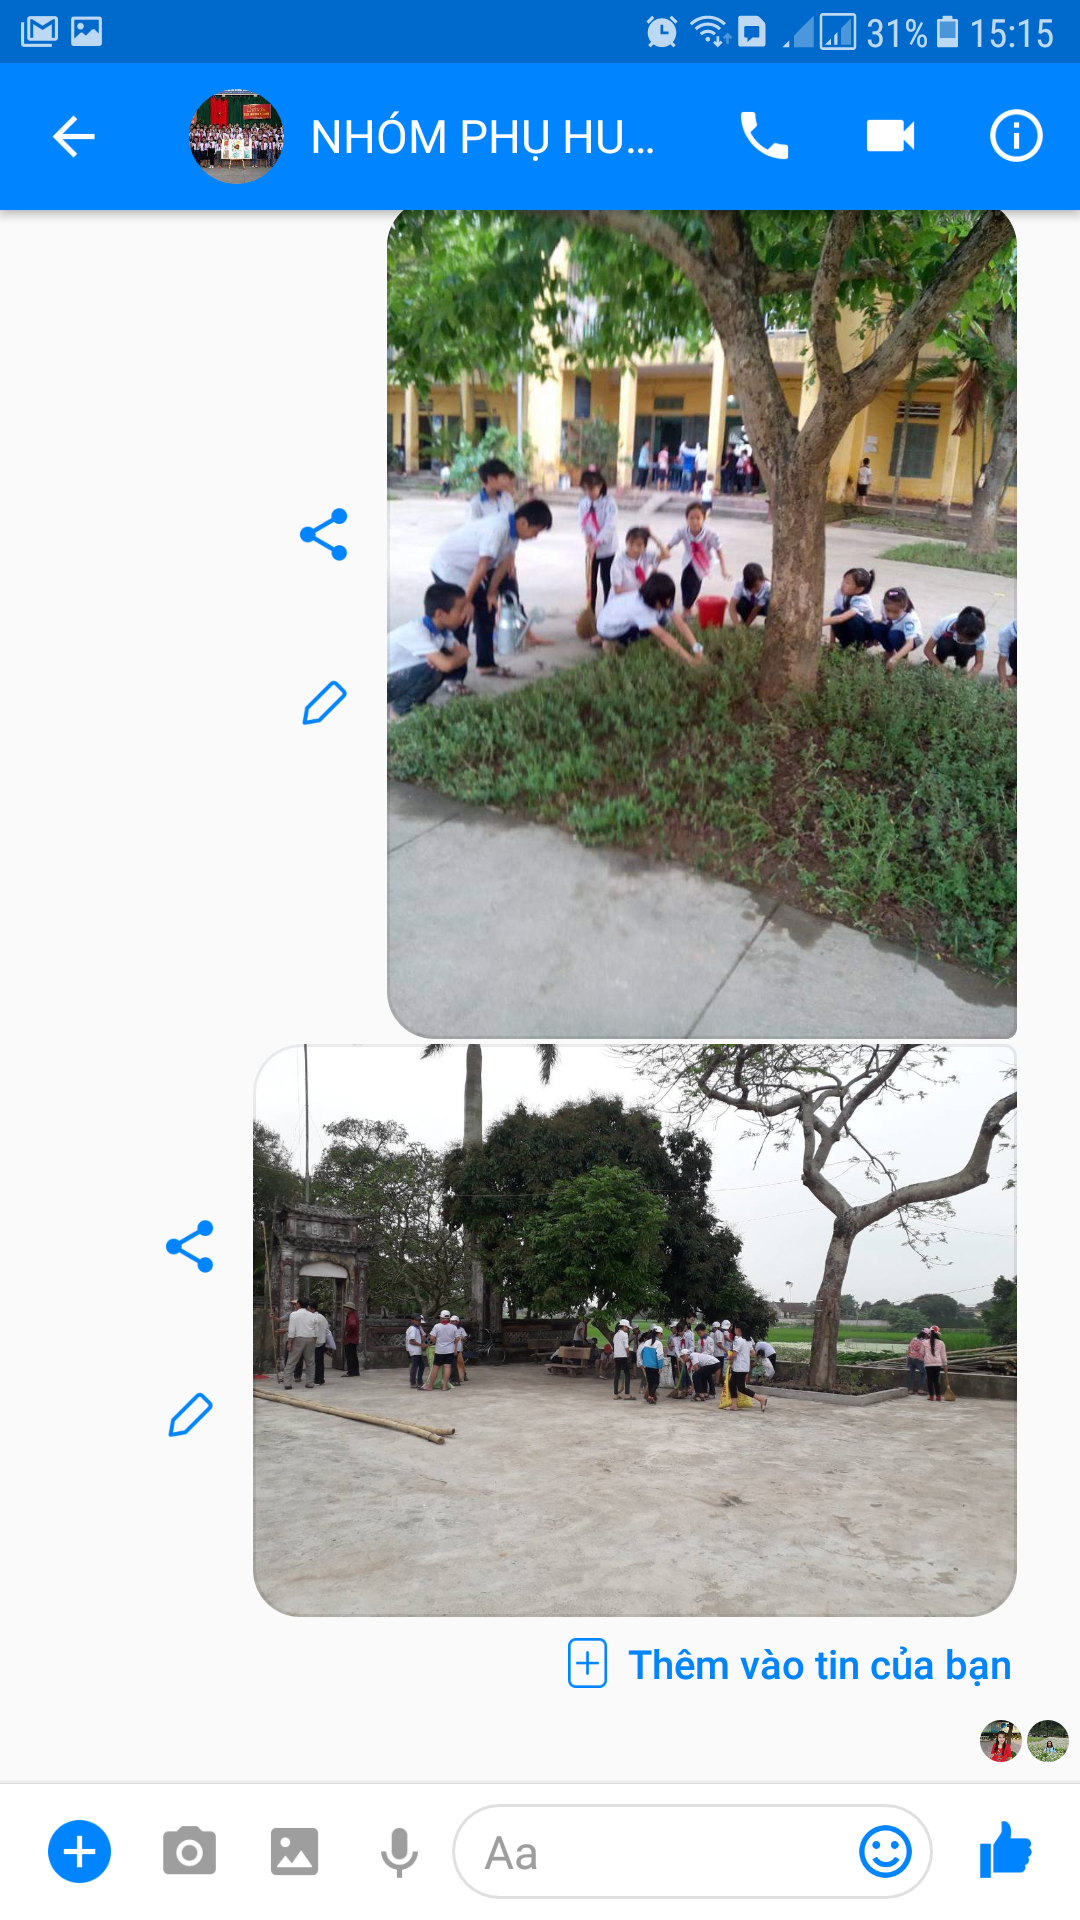 31% 15:15
NHÓM PHỤ HU...
Thêm vào tin của bạn
Aa